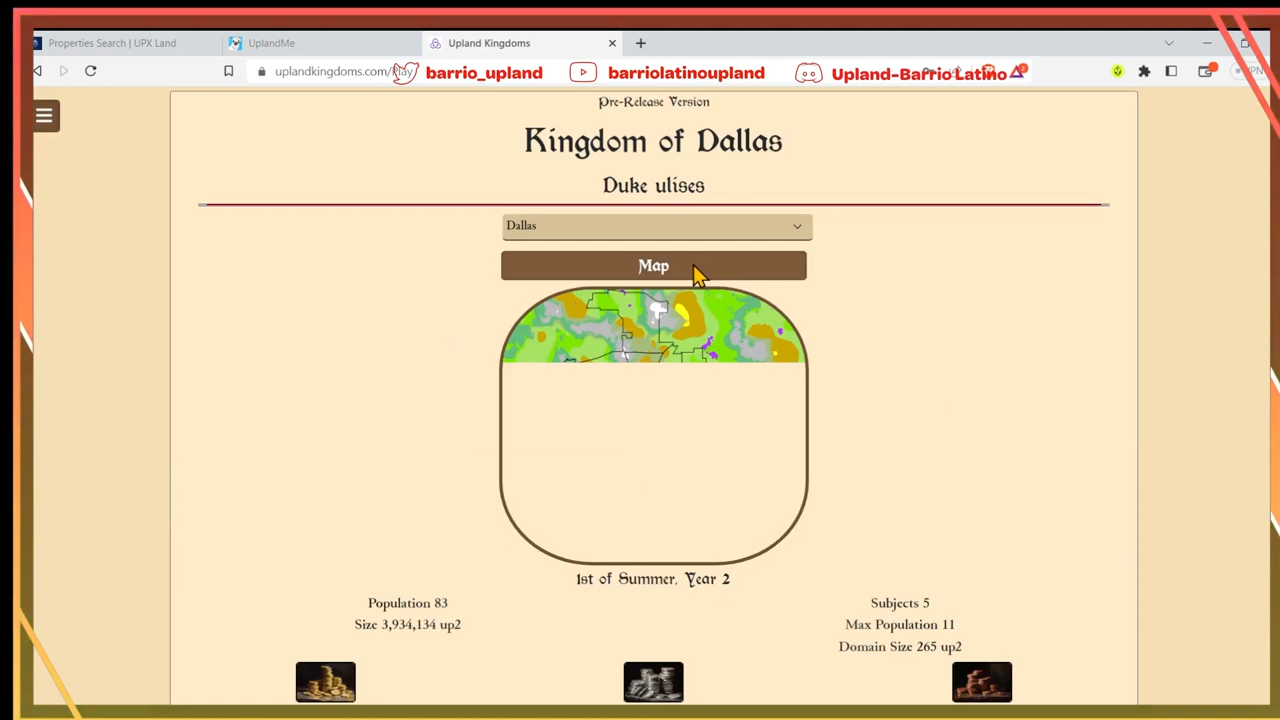 Properties Search | UPX Land
UplandMe
Upland Kingdoms
barrio_upland
barriolatinoupland
Upland-Barrio Latino
Pre-Release Version
Kingdom of Dallas
Duke ulises
Dallas
Map
1st of Summer, Year 2
Population 83
Size 3,934,134 up2
Subjects 5
Max Population 11
Domain Size 265 up2